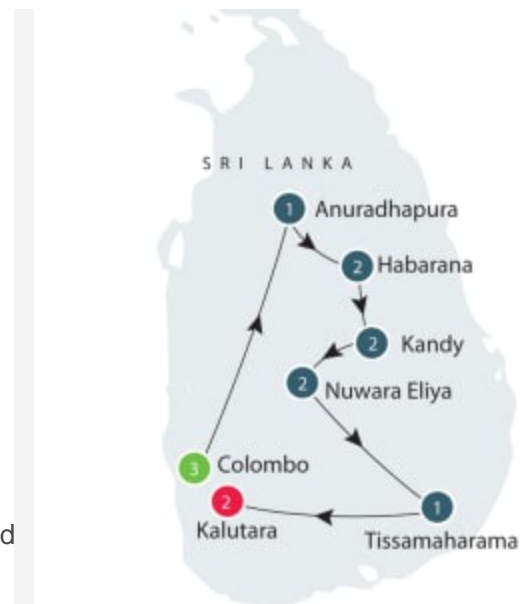 SRI LANKA
1 Anuradhapura
2 Habarana
2 Kandy
2 Nuwara Eliya
3 Colombo
2
Kalutara
1
Tissamaharama
d